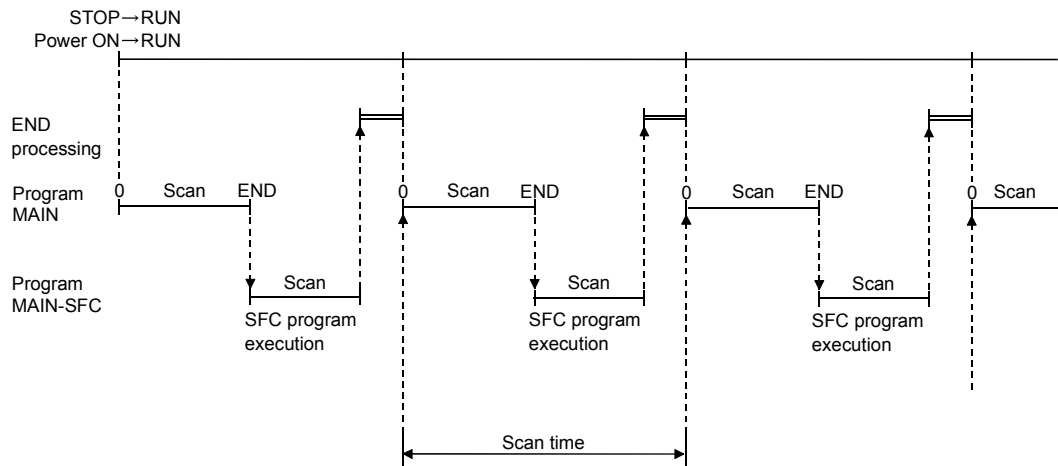 STOP→RUN
Power ON→RUN
END
processing
Program
MAIN
0 Scan END 0 Scan END 0 Scan END 0 Scan
Program
MAIN-SFC
Scan Scan Scan
SFC program
execution
SFC program
execution
SFC program
execution
Scan time